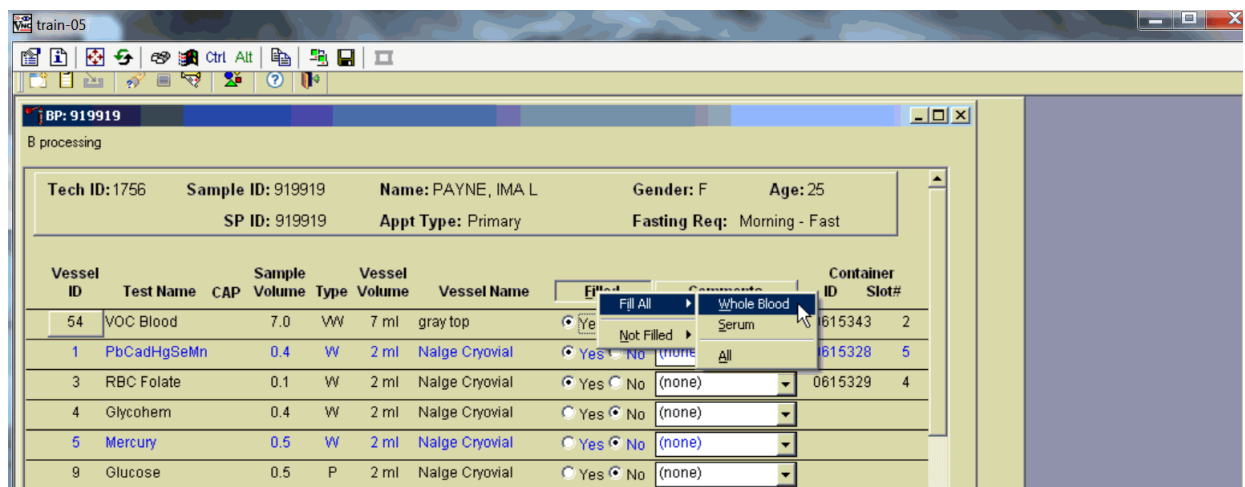 train-05
Ctrl Alt
BP: 919919
B processing
Tech ID: 1756 Sample ID: 919919 Name: PAYNE, IMA L Gender: F Age: 25
SP ID: 919919 Appt Type: Primary Fasting Req: Morning - Fast
Vessel Sample Vessel Container
ID Test Name CAP Volume Type Volume Vessel Name Filled Comments ID Slot#
Fill All Whole Blood
Not Filled Serum
All
54 VOC Blood 7.0 VW 7 ml gray top Ye 0615343 2
1 PbCadHgSeMn 0.4 W 2 ml Nalge Cryovial Yes No (none) 0615328 5
3 RBC Folate 0.1 W 2 ml Nalge Cryovial Yes No (none) 0615329 4
4 Glycohem 0.4 W 2 ml Nalge Cryovial Yes No (none)
5 Mercury 0.5 W 2 ml Nalge Cryovial Yes No (none)
9 Glucose 0.5 P 2 ml Nalge Cryovial Yes No (none)